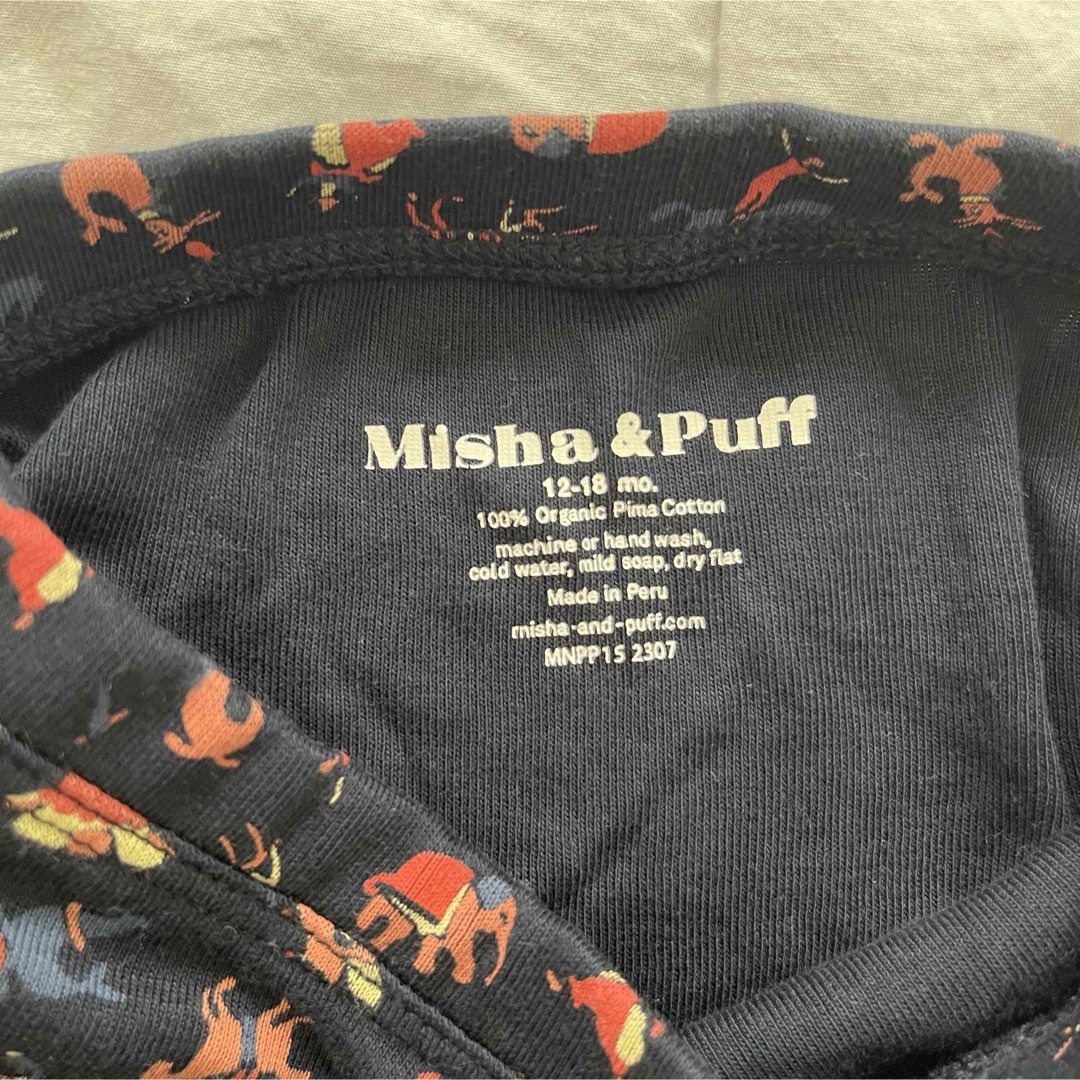 Misha & Puff
12-18 mo.
100% Organic Pima Cotton
machine or hand wash,
cold water, mild soap, dry flat
Made in Peru
misha-and-puff.com
MNPP15 2307